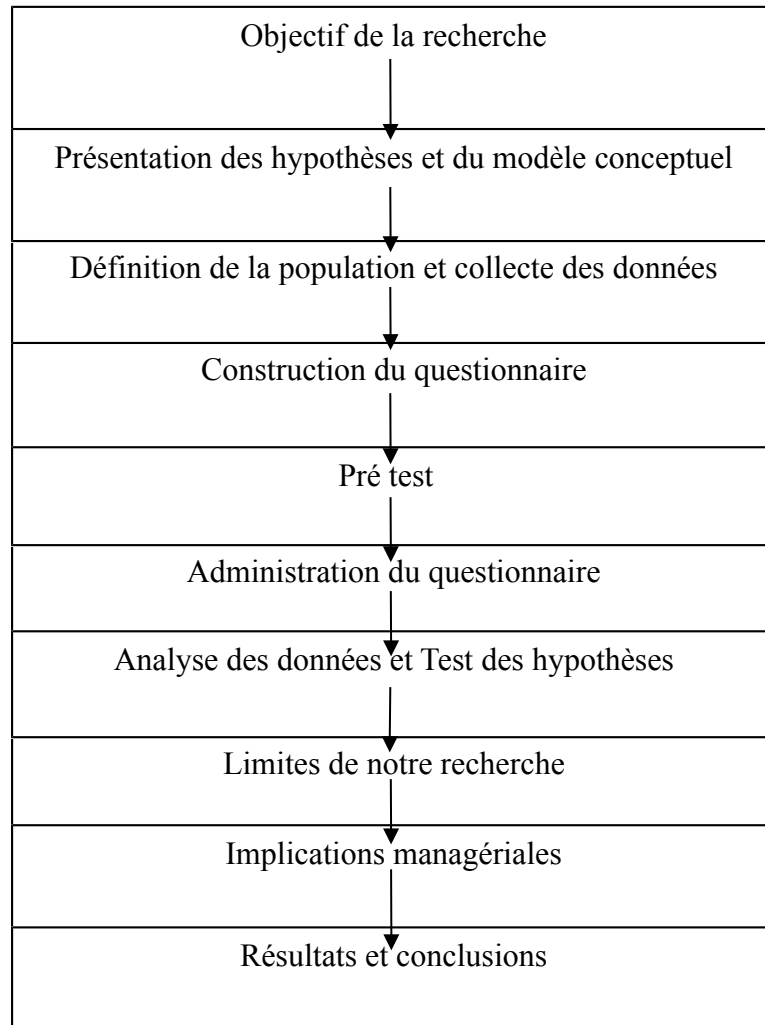 Objectif de la recherche
Présentation des hypothèses et du modèle conceptuel
Définition de la population et collecte des données
Construction du questionnaire
Pré test
Administration du questionnaire
Analyse des données et Test des hypothèses
Limites de notre recherche
Implications managériales
Résultats et conclusions